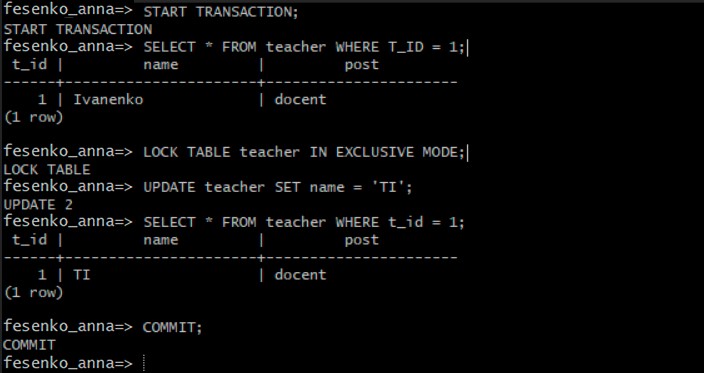 fesenko_anna=> START TRANSACTION;
START TRANSACTION
fesenko_anna=> SELECT * FROM teacher WHERE T_ID = 1;
 t_id |          name          |          post
------+------------------------+----------------------
    1 | Ivanenko               | docent
(1 row)
fesenko_anna=> LOCK TABLE teacher IN EXCLUSIVE MODE;
LOCK TABLE
fesenko_anna=> UPDATE teacher SET name = 'TI';
UPDATE 2
fesenko_anna=> SELECT * FROM teacher WHERE t_id = 1;
 t_id |          name          |          post
------+------------------------+----------------------
    1 | TI                     | docent
(1 row)
fesenko_anna=> COMMIT;
COMMIT
fesenko_anna=>